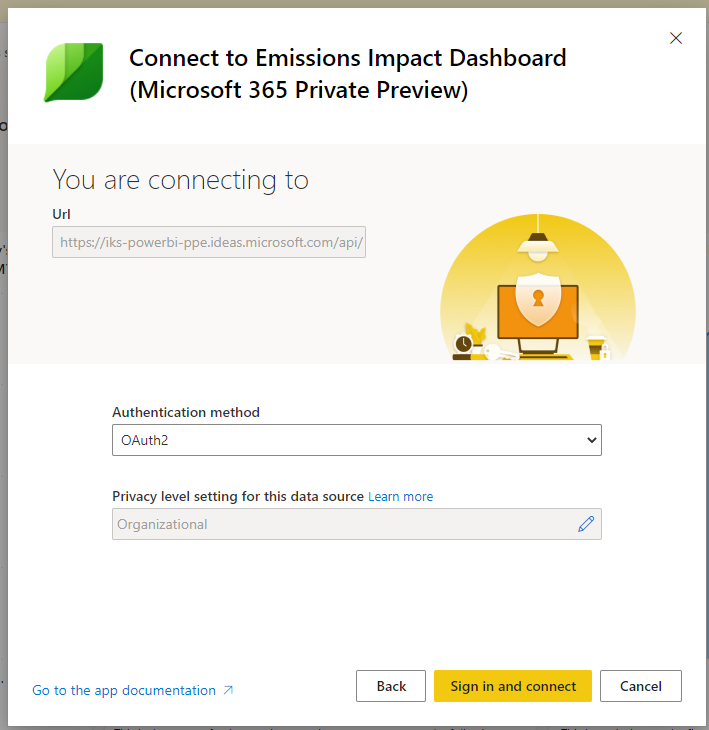 Connect to Emissions Impact Dashboard
(Microsoft 365 Private Preview)
You are connecting to
Url
https://iks-powerbi-ppe.ideas.microsoft.com/api/
Authentication method
OAuth2
Privacy level setting for this data source Learn more
Organizational
Go to the app documentation
Back
Sign in and connect
Cancel